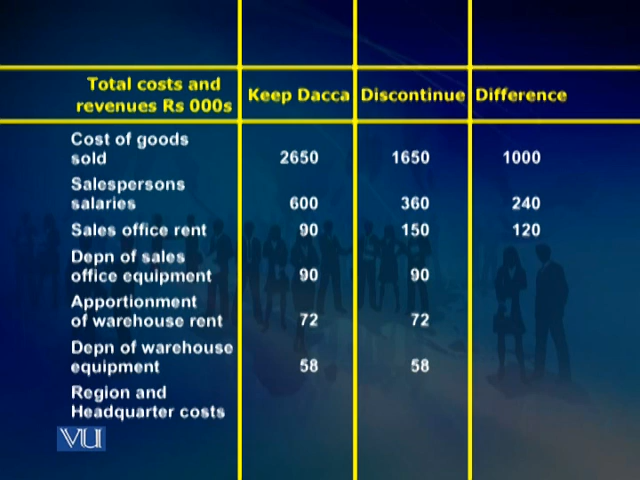 Total costs and
revenues Rs 000s
Keep Dacca
Discontinue
Difference
Cost of goods
sold 2650 1650 1000
Salespersons
salaries 600 360 240
Sales office rent 90 150 120
Depn of sales
office equipment 90 90
Apportionment
of warehouse rent 72 72
Depn of warehouse
equipment 58 58
Region and
Headquarter costs
VU